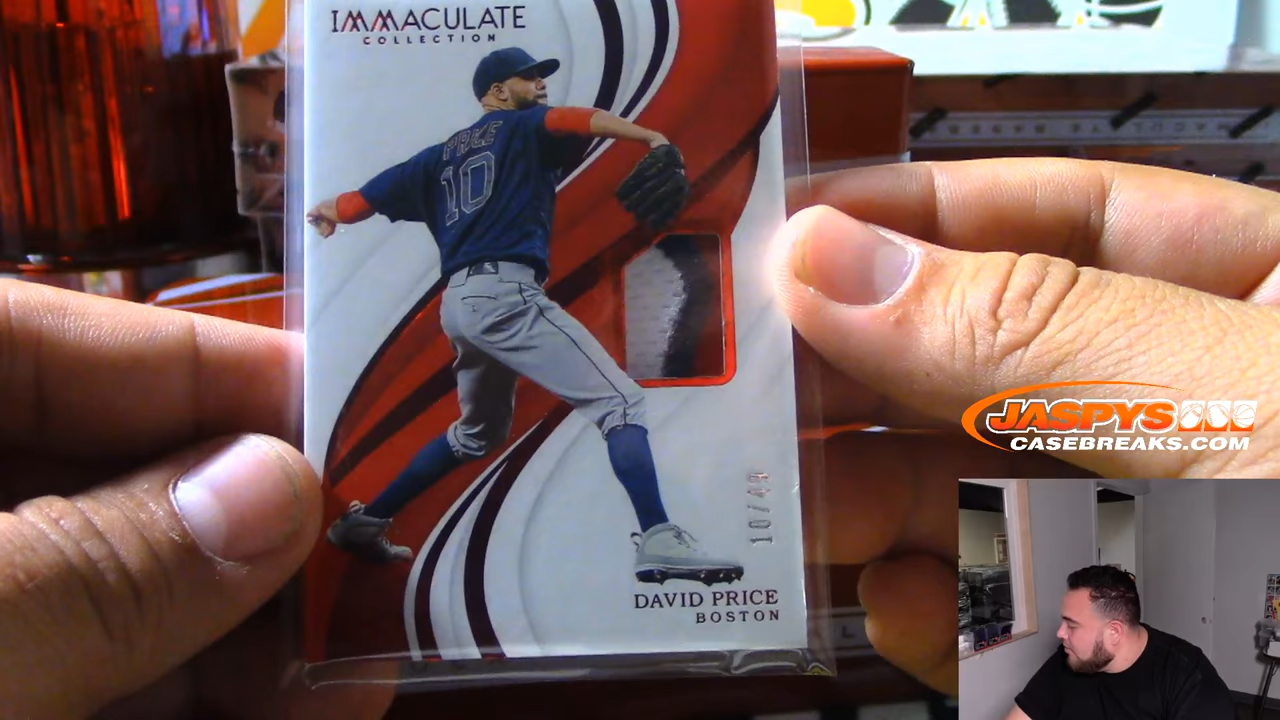 IMMACULATE
COLLECTION
PRICE
10
10/49
DAVID PRICE
BOSTON
JASPYS
CASEBREAKS.COM